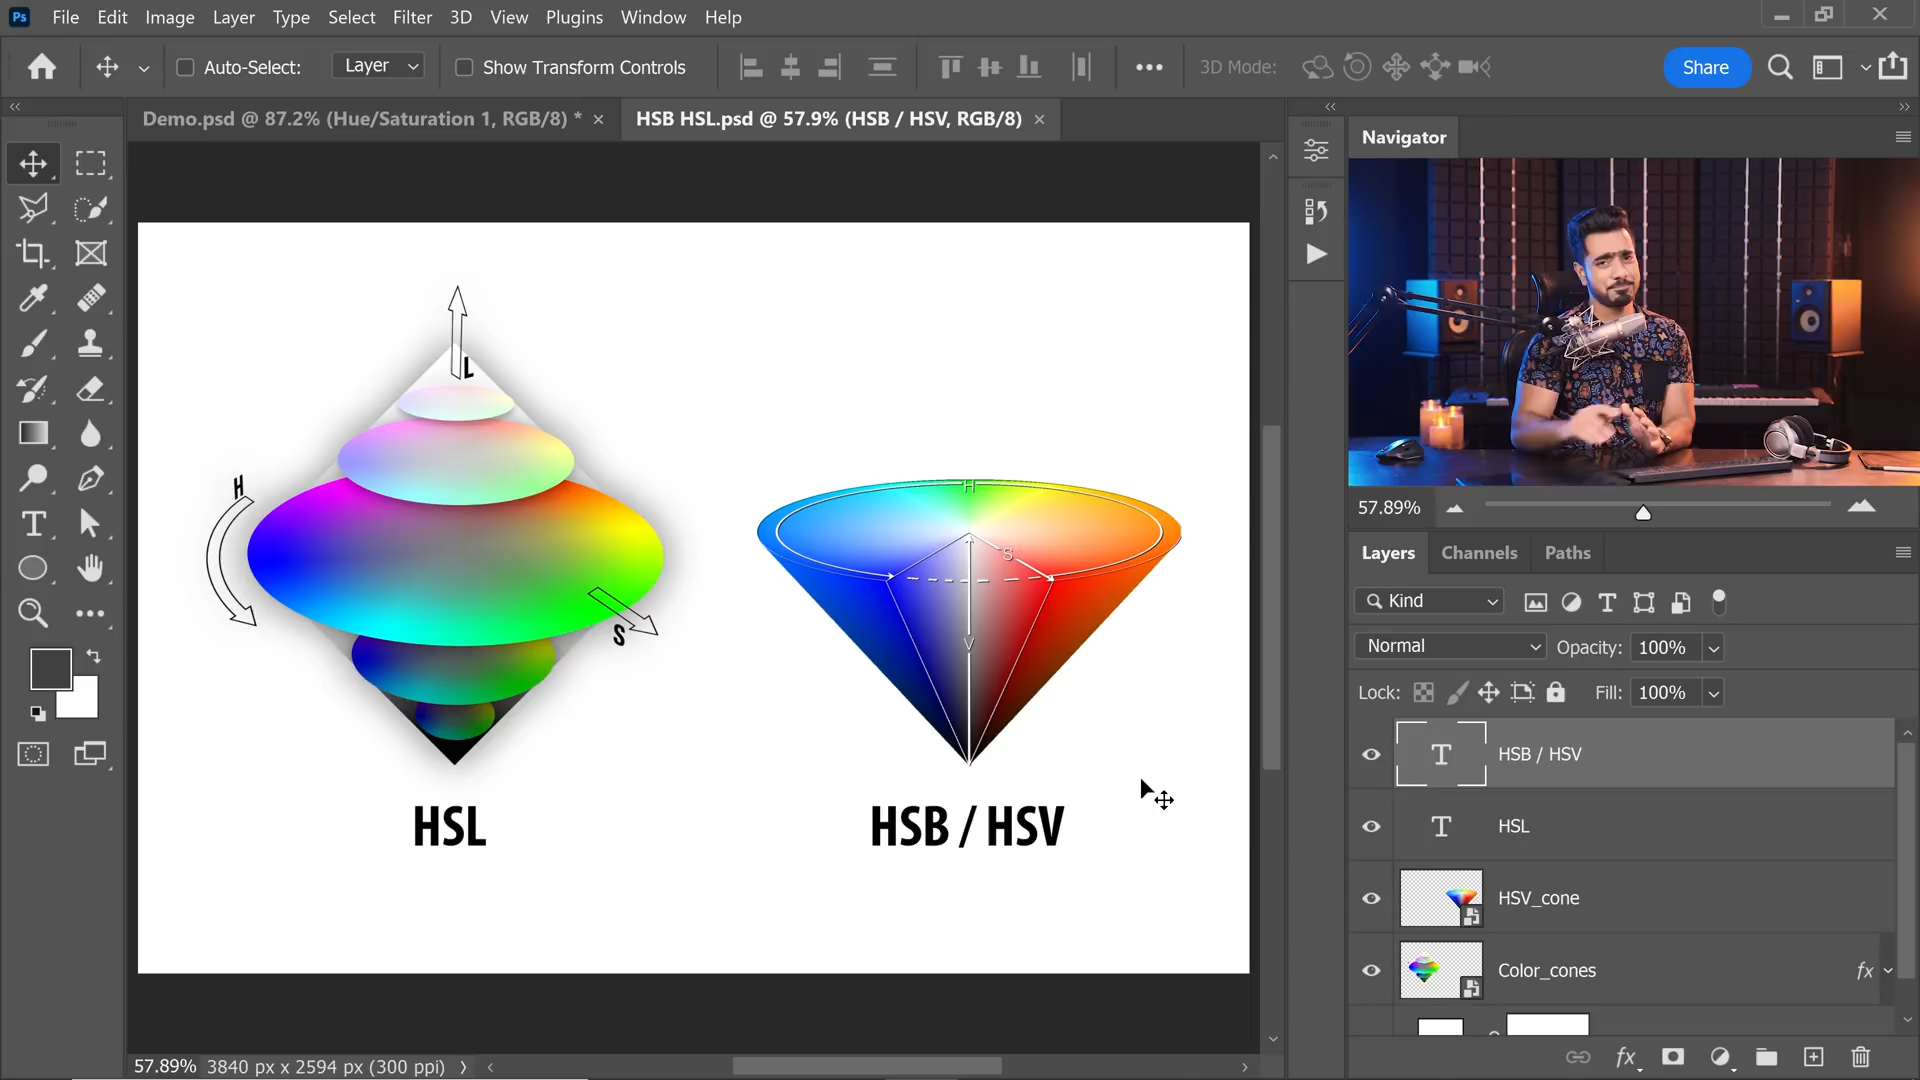 Ps File Edit Image Layer Type Select Filter 3D View Plugins Window Help
Auto-Select: Layer Show Transform Controls 3D Mode: Share
Demo.psd @ 87.2% (Hue/Saturation 1, RGB/8) *
HSB HSL.psd @ 57.9% (HSB / HSV, RGB/8)
Navigator
L
H
S
HSL
H
S
V
HSB / HSV
57.89%
Layers Channels Paths
Kind
Normal Opacity: 100%
Lock: Fill: 100%
HSB / HSV
HSL
HSV_cone
Color_cones fx
57.89% 3840 px x 2594 px (300 ppi)
fx